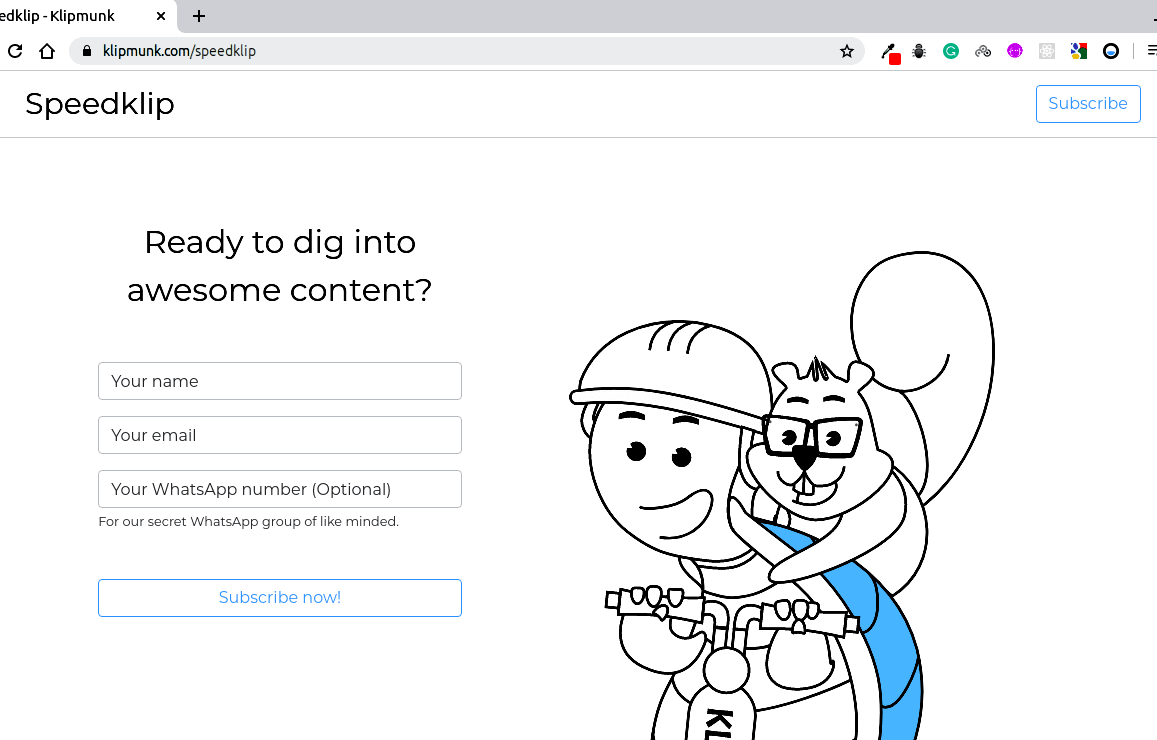 edklip - Klipmunk
klipmunk.com/speedklip
Speedklip
Subscribe
Ready to dig into
awesome content?
Your name
Your email
Your WhatsApp number (Optional)
For our secret WhatsApp group of like minded.
Subscribe now!
KL